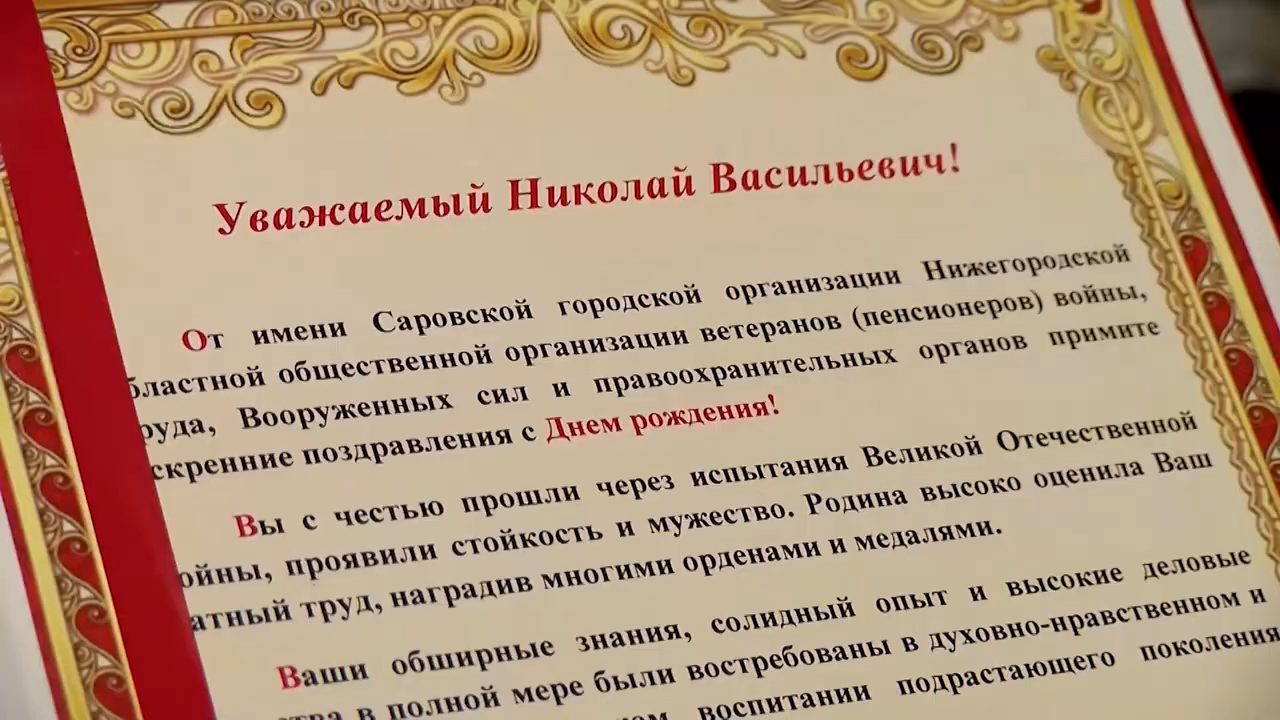 Уважаемый Николай Васильевич!
От имени Саровской городской организации Нижегородской
бластной общественной организации ветеранов (пенсионеров) войны,
руда, Вооруженных сил и правоохранительных органов примите
скренние поздравления с Днем рождения!
Вы с честью прошли через испытания Великой Отечественной
ойны, проявили стойкость и мужество. Родина высоко оценила Ваш
атный труд, наградив многими орденами и медалями.
Ваши обширные знания, солидный опыт и высокие деловые
ства в полной мере были востребованы в духовно-нравственном и
воспитании подрастающего поколения